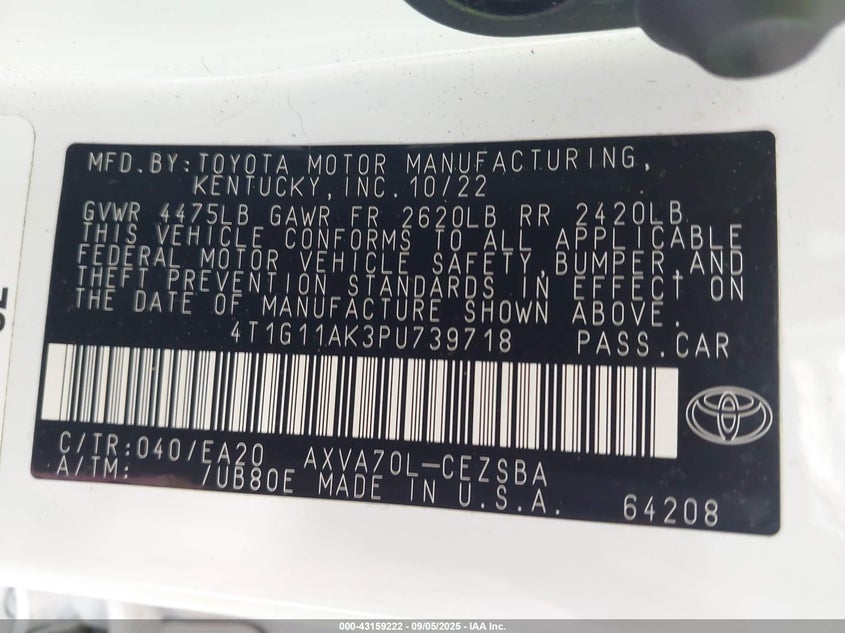 MFD.BY:TOYOTA MOTOR MANUFACTURING,
KENTUCKY,INC.10/22
GVWR 4475LB GAWR FR 2620LB RR 2420LB
THIS VEHICLE CONFORMS TO ALL APPLICABLE
FEDERAL MOTOR VEHICLE SAFETY,BUMPER,AND
THEFT PREVENTION STANDARDS IN EFFECT ON
THE DATE OF MANUFACTURE SHOWN ABOVE.
4T1G11AK3PU739718 PASS.CAR
C/TR:040/EA20 AXVA70L-CEZSBA
A/TM: /UB80E MADE IN U.S.A. 64208
000-43159222 - 09/05/2025 - IAA Inc.